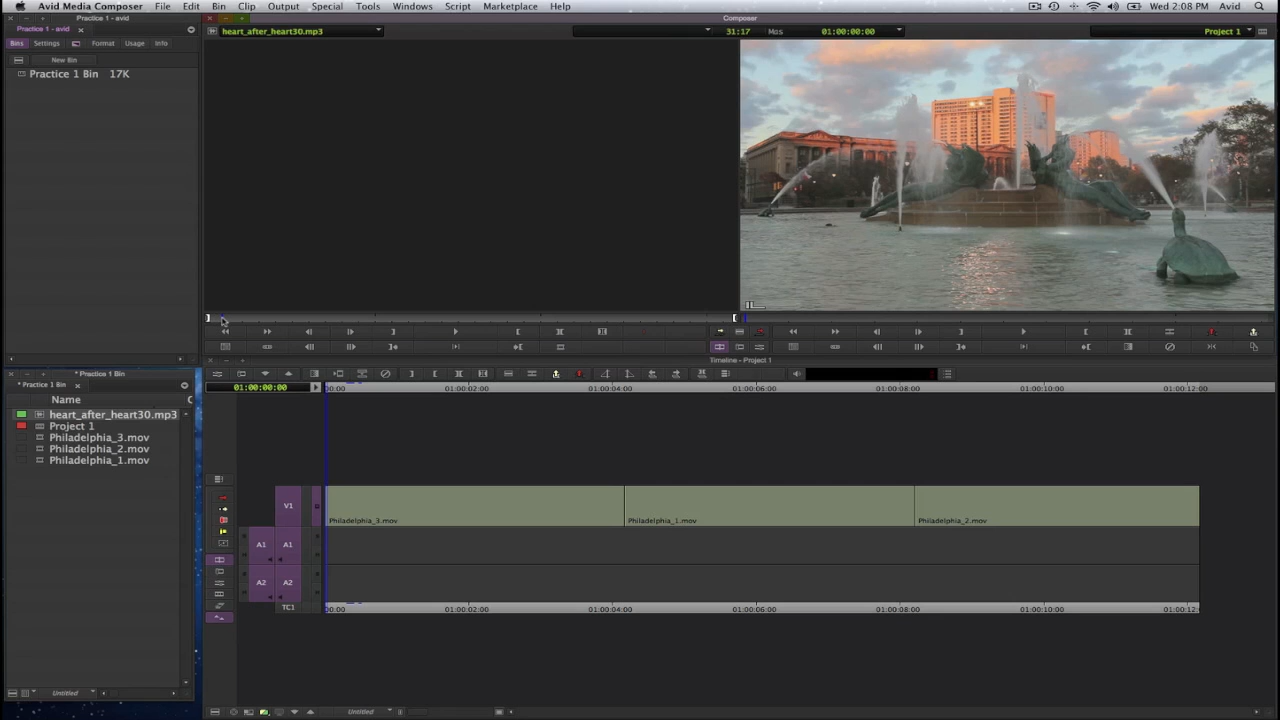 Avid Media Composer File Edit Bin Clip Output Special Tools Windows Script Marketplace Help Wed 2:08 PM Avid
Practice 1 - avid
Composer
Practice 1 - avid
heart_after_heart30.mp3 31:17 Mas 01:00:00:00 Project 1
Bins Settings Format Usage Info
New Bin
Practice 1 Bin 17K
Timeline - Project 1
* Practice 1 Bin
* Practice 1 Bin
01:00:00:00 00:00 01:00:02:00 01:00:04:00 01:00:06:00 01:00:08:00 01:00:10:00 01:00:12:00
Name
heart_after_heart30.mp3
Project 1
Philadelphia_3.mov
Philadelphia_2.mov
Philadelphia_1.mov
V1
Philadelphia_3.mov Philadelphia_1.mov Philadelphia_2.mov
A1 A1
A2 A2
TC1 00:00 01:00:02:00 01:00:04:00 01:00:06:00 01:00:08:00 01:00:10:00 01:00:12:
Untitled
Untitled